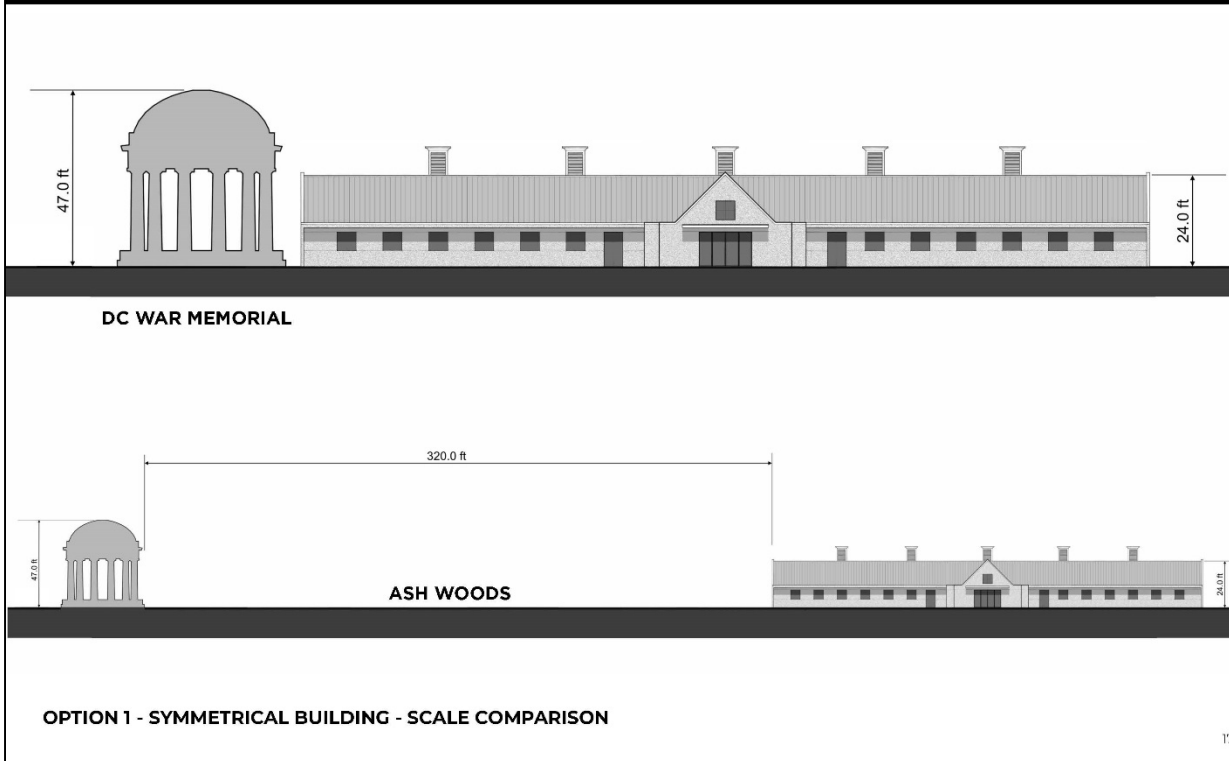 47.0 ft
24.0 ft
DC WAR MEMORIAL
320.0 ft
47.0 ft
ASH WOODS
24.0 ft
OPTION 1 - SYMMETRICAL BUILDING - SCALE COMPARISON